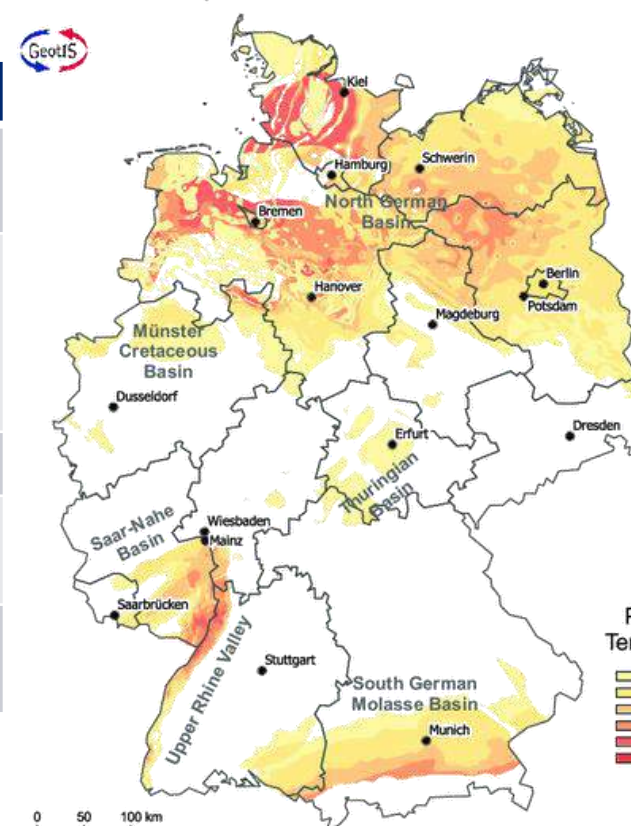 GeotIS
Kiel
Schwerin
Hamburg
North German
Basin
Bremen
Berlin
Hanover
Potsdam
Magdeburg
Münster
Cretaceous
Basin
Dusseldorf
Erfurt
Dresden
Thuringian
Basin
Saar-Nahe
Basin
Wiesbaden
Mainz
Saarbrücken
Upper Rhine Valley
Stuttgart
South German
Molasse Basin
Munich
0 50 100 km